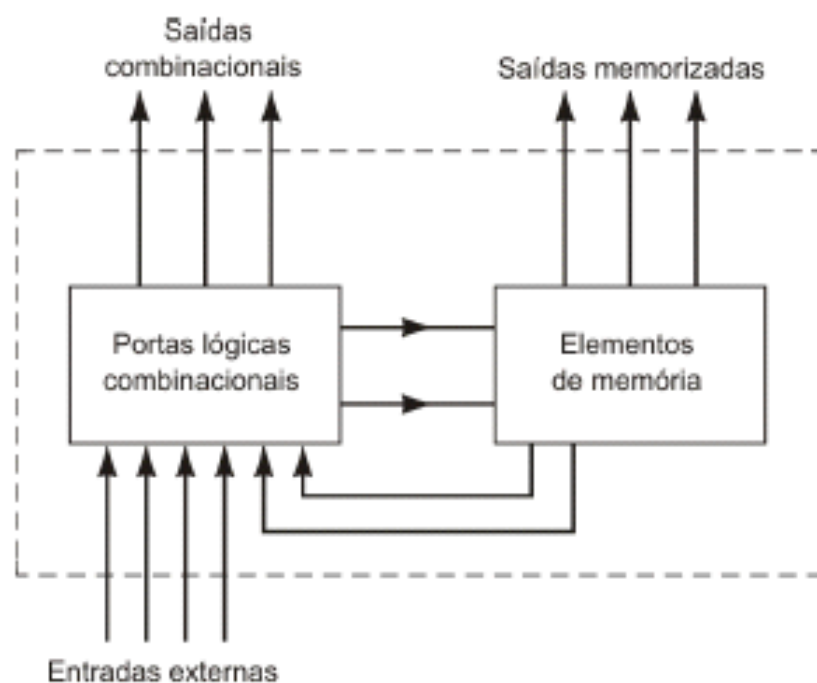 Saídas
combinacionais
Saídas memorizadas
Portas lógicas
combinacionais
Elementos
de memória
Entradas externas